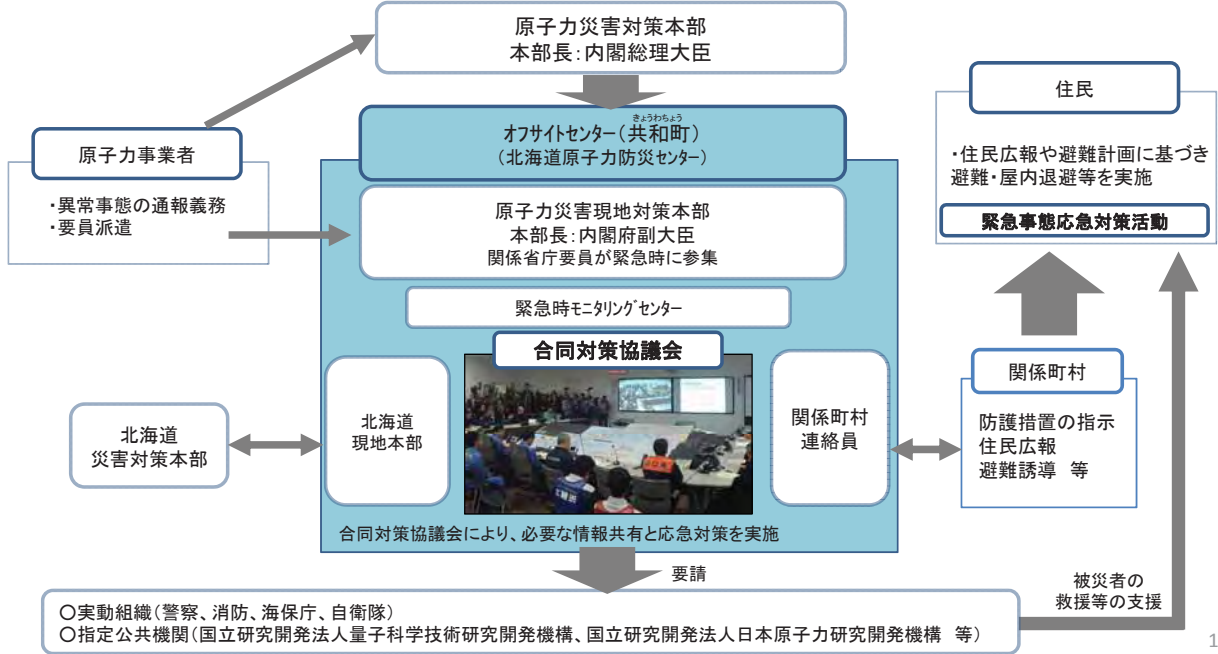 原子力災害対策本部
本部長：内閣総理大臣
住民
・住民広報や避難計画に基づき
避難・屋内退避等を実施
緊急事態応急対策活動
原子力事業者
・異常事態の通報義務
・要員派遣
きょうわちょう
オフサイトセンター（共和町）
（北海道原子力防災センター）
原子力災害現地対策本部
本部長：内閣府副大臣
関係省庁要員が緊急時に参集
緊急時ﾓﾆﾀﾘﾝｸﾞセンター
合同対策協議会
北海道
災害対策本部
北海道
現地本部
関係町村
連絡員
関係町村
防護措置の指示
住民広報
避難誘導　等
合同対策協議会により、必要な情報共有と応急対策を実施
要請
被災者の
救援等の支援
○実動組織（警察、消防、海保庁、自衛隊）
○指定公共機関（国立研究開発法人量子科学技術研究開発機構、国立研究開発法人日本原子力研究開発機構　等）
1